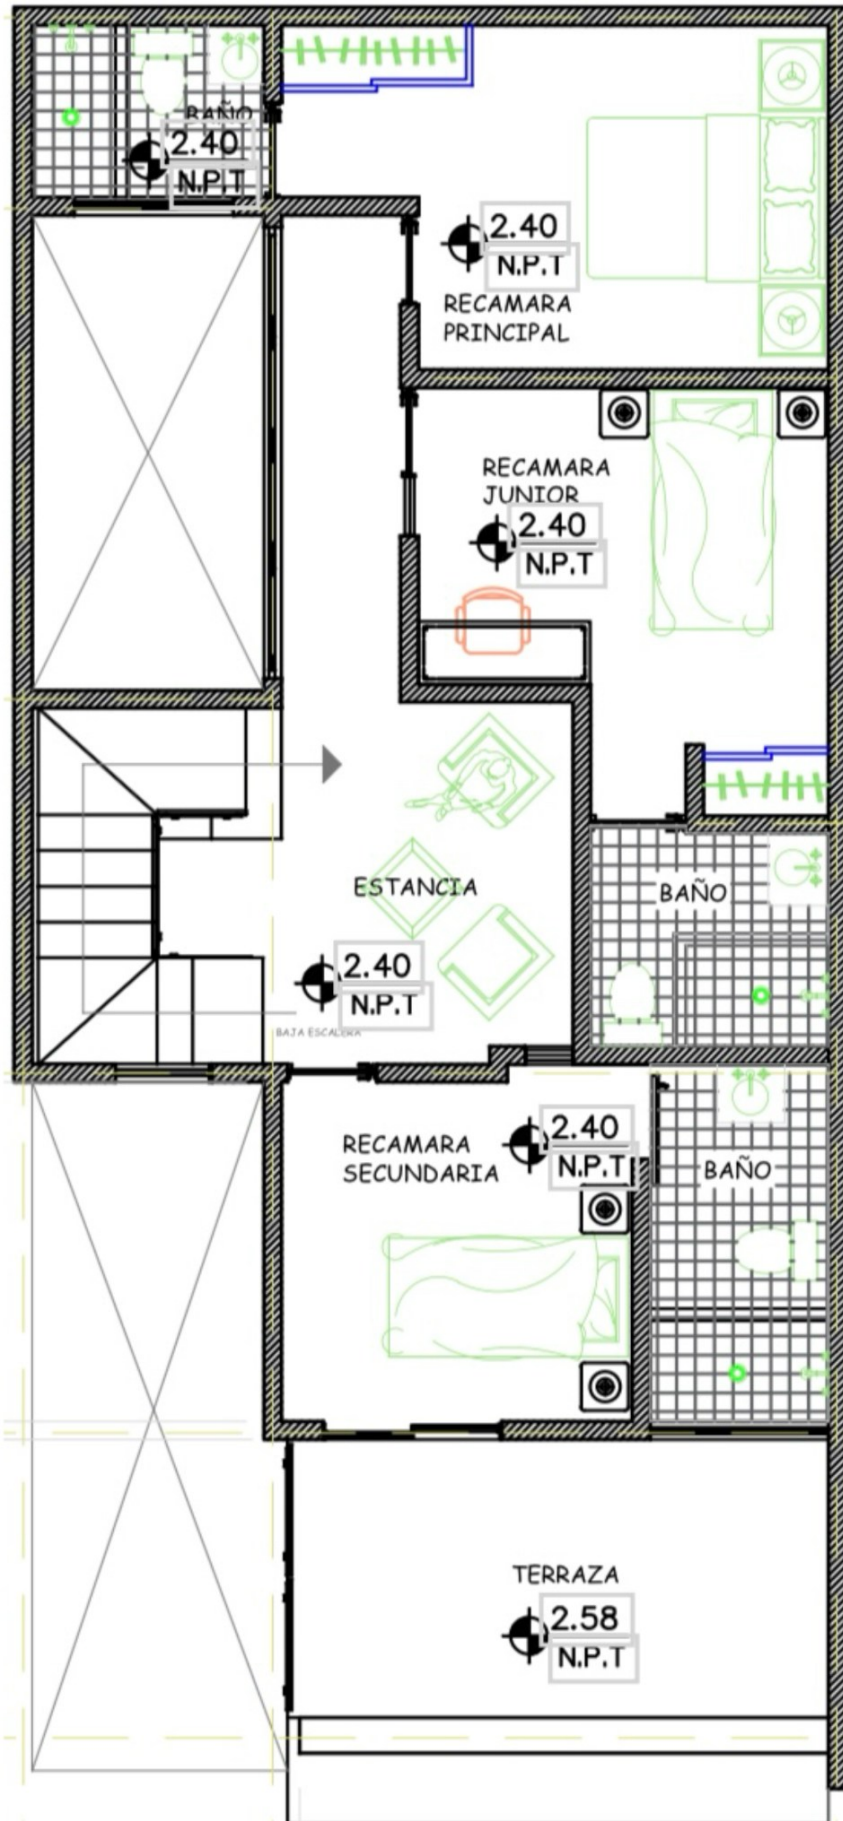 BAÑO
2.40
N.P.T
2.40
N.P.T
RECAMARA
PRINCIPAL
RECAMARA
JUNIOR
2.40
N.P.T
BAÑO
ESTANCIA
2.40
N.P.T
BAJA ESCALERA
2.40
N.P.T
RECAMARA
SECUNDARIA
BAÑO
TERRAZA
2.58
N.P.T